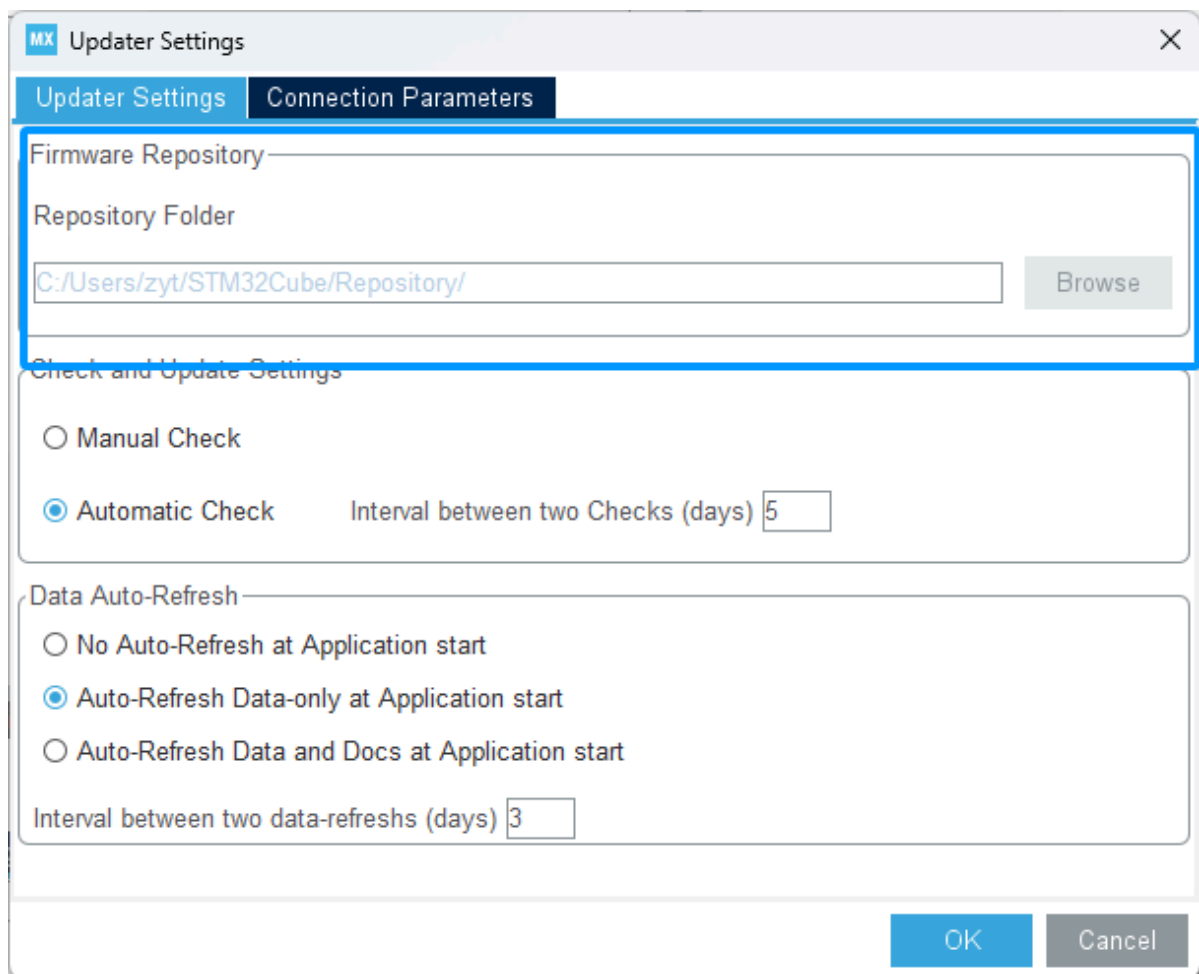 MX Updater Settings
Updater Settings Connection Parameters
Firmware Repository
Repository Folder
C:/Users/zyt/STM32Cube/Repository/ Browse
Check and Update Settings
Manual Check
Automatic Check Interval between two Checks (days) 5
Data Auto-Refresh
No Auto-Refresh at Application start
Auto-Refresh Data-only at Application start
Auto-Refresh Data and Docs at Application start
Interval between two data-refreshs (days) 3
OK Cancel